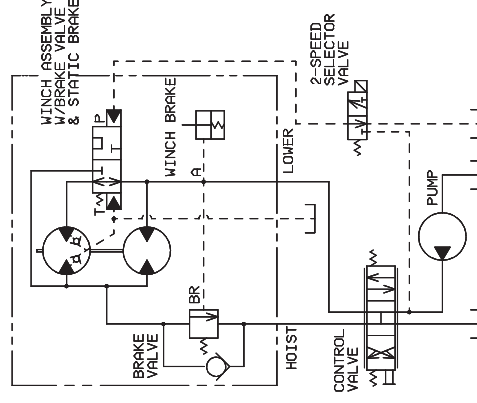 WINCH ASSEMBLY
W/BRAKE VALVE
& STATIC BRAKE
2-SPEED
SELECTOR
VALVE
P
WINCH BRAKE
LOWER
A
PUMP
T
BR
BRAKE
VALVE
HOIST
CONTROL
VALVE